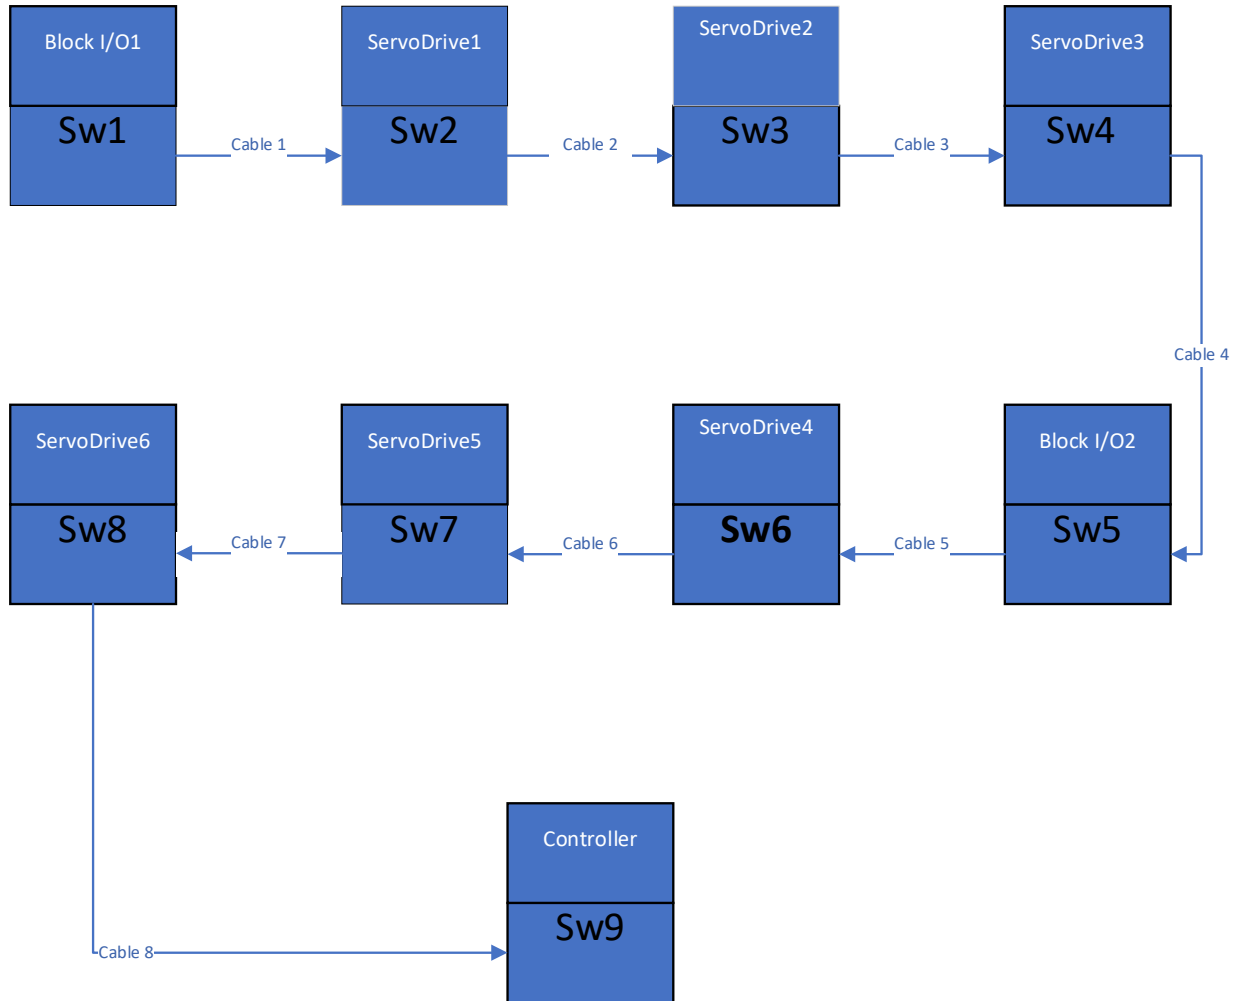 Block I/O1
ServoDrive1
ServoDrive2
ServoDrive3
Sw1
Cable 1
Sw2
Cable 2
Sw3
Cable 3
Sw4
Cable 4
ServoDrive6
ServoDrive5
ServoDrive4
Block I/O2
Sw8
Cable 7
Sw7
Cable 6
Sw6
Cable 5
Sw5
Controller
Sw9
Cable 8